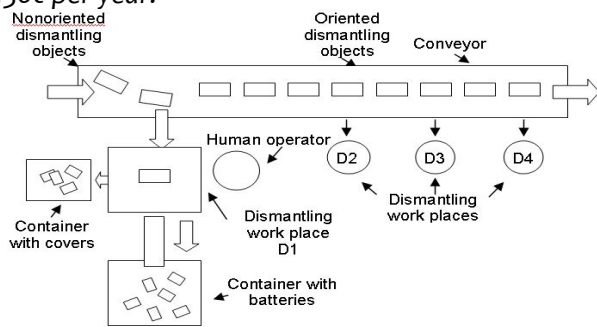 Nonoriented
dismantling
objects
Oriented
dismantling
objects
Conveyor
Human operator
D2
D3
D4
Container
with covers
Dismantling
work place
D1
Dismantling
work places
Container with
batteries